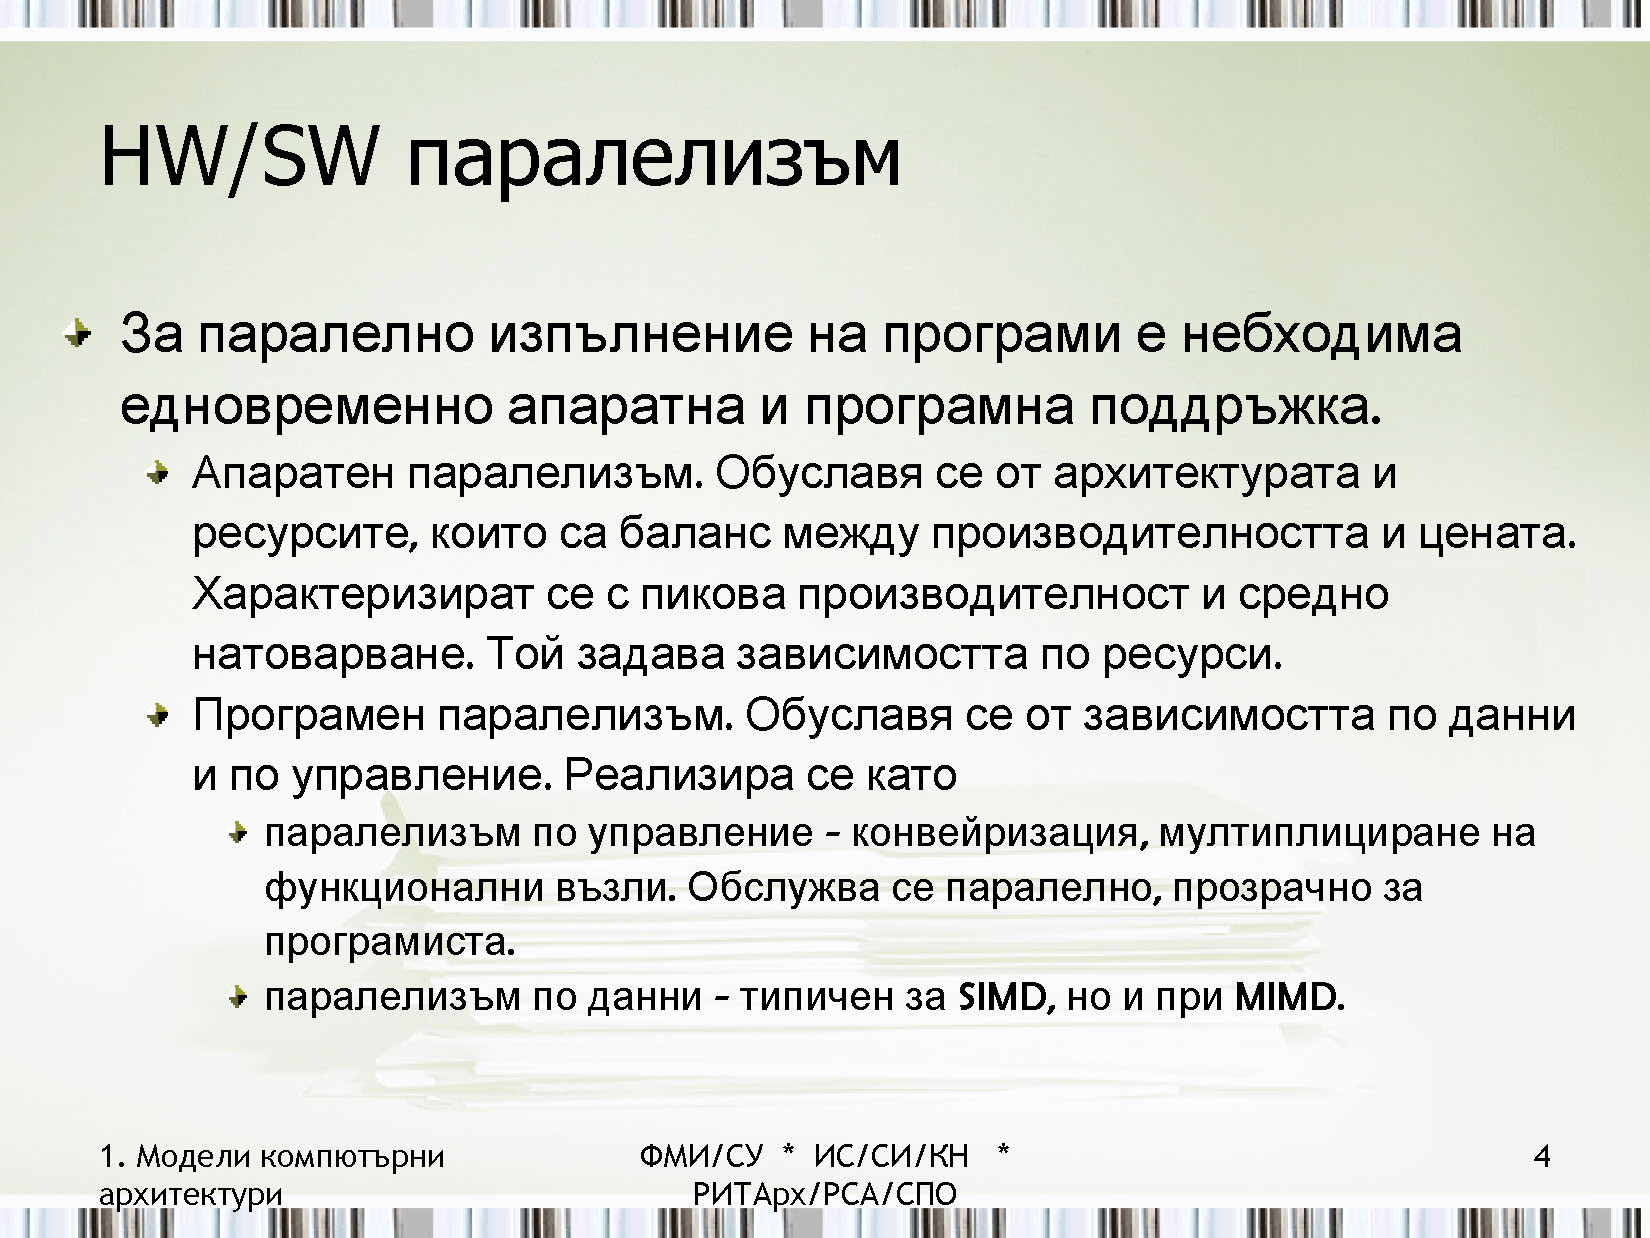 HW/SW паралелизъм
За паралелно изпълнение на програми е небходима
едновременно апаратна и програмна поддръжка.
Апаратен паралелизъм. Обуславя се от архитектурата и
ресурсите, които са баланс между производителността и цената.
Характеризират се с пикова производителност и средно
натоварване. Той задава зависимостта по ресурси.
Програмен паралелизъм. Обуславя се от зависимостта по данни
и по управление. Реализира се като
паралелизъм по управление – конвейризация, мултиплициране на
функционални възли. Обслужва се паралелно, прозрачно за
програмиста.
паралелизъм по данни – типичен за SIMD, но и при MIMD.
1. Модели компютърни
архитектури
ФМИ/СУ * ИС/СИ/КН *
РИТАрх/РСА/СПО
4